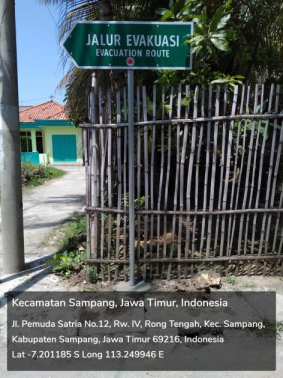 JALUR EVAKUASI
EVACUATION ROUTE
Kecamatan Sampang, Jawa Timur, Indonesia
Jl. Pemuda Satria No.12, Rw. IV, Rong Tengah, Kec. Sampang,
Kabupaten Sampang, Jawa Timur 69216, Indonesia
Lat -7.201185 S Long 113.249946 E